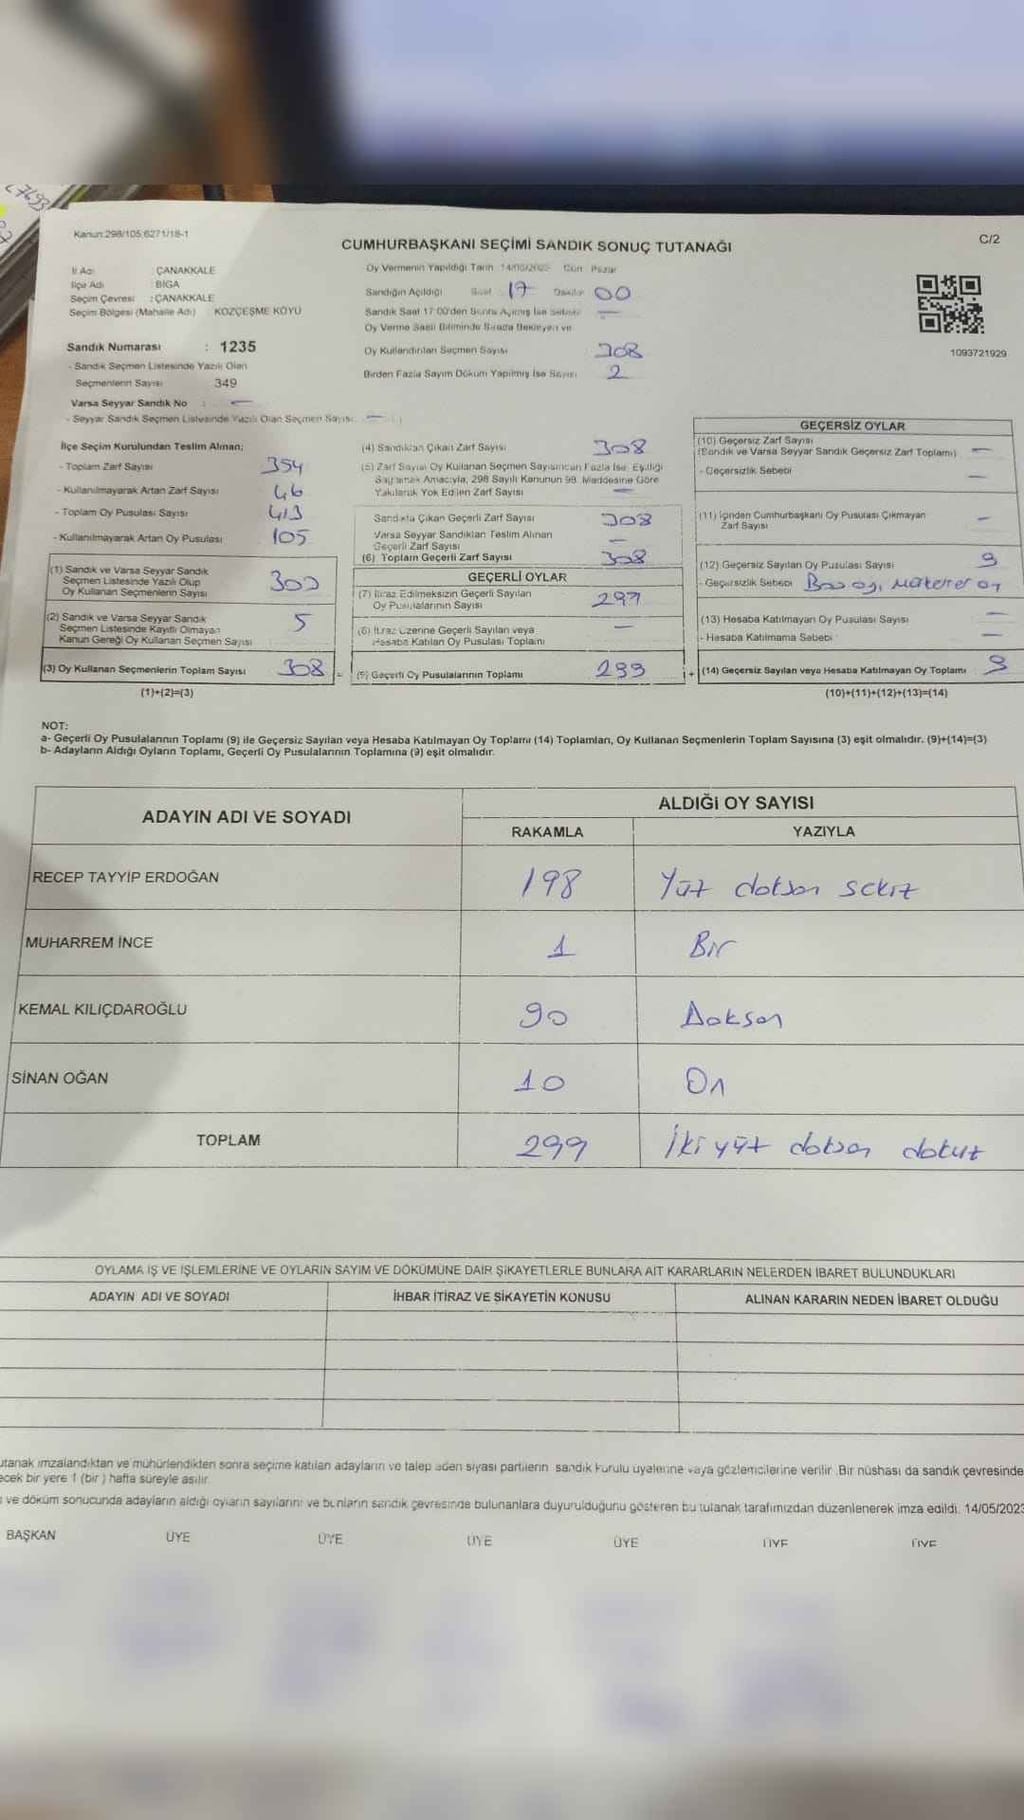 Kanun:298/105;6271/18-1
C/2
CUMHURBAŞKANI SEÇİMİ SANDIK SONUÇ TUTANAĞI
İl Adı : ÇANAKKALE
İlçe Adı : BİGA
Seçim Çevresi : ÇANAKKALE
Seçim Bölgesi (Mahalle Adı) KOZÇEŞME KÖYÜ
Sandık Numarası : 1235
- Sandık Seçmen Listesinde Yazılı Olan
Seçmenlerin Sayısı 349
Varsa Seyyar Sandık No : —
- Seyyar Sandık Seçmen Listesinde Yazılı Olan Seçmen Sayısı: —
Oy Vermenin Yapıldığı Tarih 14/05/2023 Gün Pazar
Sandığın Açıldığı Saat 17 Dakika 00
Sandık Saat 17:00'den Sonra Açılmış İse Sebebi —
Oy Verme Saati Bitiminde Sırada Bekleyen ve
Oy Kullandırılan Seçmen Sayısı 308
Birden Fazla Sayım Döküm Yapılmış İse Sayısı 2
1093721929
İlçe Seçim Kurulundan Teslim Alınan;
- Toplam Zarf Sayısı 354
- Kullanılmayarak Artan Zarf Sayısı 46
- Toplam Oy Pusulası Sayısı 413
- Kullanılmayarak Artan Oy Pusulası 105
(1) Sandık ve Varsa Seyyar Sandık
Seçmen Listesinde Yazılı Olup
Oy Kullanan Seçmenlerin Sayısı
(2) Sandık ve Varsa Seyyar Sandık
Seçmen Listesinde Kayıtlı Olmayan
Kanun Gereği Oy Kullanan Seçmen Sayısı 5
(3) Oy Kullanan Seçmenlerin Toplam Sayısı 308
(1)+(2)=(3)
(4) Sandıktan Çıkan Zarf Sayısı 308
(5) Zarf Sayısı Oy Kullanan Seçmen Sayısından Fazla İse, Eşitliği
Sağlamak Amacıyla, 298 Sayılı Kanunun 98. Maddesine Göre
Yakılarak Yok Edilen Zarf Sayısı —
Sandıkta Çıkan Geçerli Zarf Sayısı 308
Varsa Seyyar Sandıktan Teslim Alınan
Geçerli Zarf Sayısı —
(6) Toplam Geçerli Zarf Sayısı 308
GEÇERLİ OYLAR
(7) İtiraz Edilmeksizin Geçerli Sayılan
Oy Pusulalarının Sayısı 299
(8) İtiraz Üzerine Geçerli Sayılan veya
Hesaba Katılan Oy Pusulası Toplamı —
(9) Geçerli Oy Pusulalarının Toplamı 299
GEÇERSİZ OYLAR
(10) Geçersiz Zarf Sayısı
(Sandık ve Varsa Seyyar Sandık Geçersiz Zarf Toplamı) —
- Geçersizlik Sebebi —
(11) İçinden Cumhurbaşkanı Oy Pusulası Çıkmayan
Zarf Sayısı —
(12) Geçersiz Sayılan Oy Pusulası Sayısı 9
- Geçersizlik Sebebi
(13) Hesaba Katılmayan Oy Pusulası Sayısı —
- Hesaba Katılmama Sebebi —
(14) Geçersiz Sayılan veya Hesaba Katılmayan Oy Toplamı 9
(10)+(11)+(12)+(13)=(14)
NOT:
a- Geçerli Oy Pusulalarının Toplamı (9) ile Geçersiz Sayılan veya Hesaba Katılmayan Oy Toplamı (14) Toplamları, Oy Kullanan Seçmenlerin Toplam Sayısına (3) eşit olmalıdır. (9)+(14)=(3)
b- Adayların Aldığı Oyların Toplamı, Geçerli Oy Pusulalarının Toplamına (9) eşit olmalıdır.
ADAYIN ADI VE SOYADI
ALDIĞI OY SAYISI
RAKAMLA YAZIYLA
RECEP TAYYİP ERDOĞAN 198 Yüz doksan sekiz
MUHARREM İNCE 1 Bir
KEMAL KILIÇDAROĞLU 90 Doksan
SİNAN OĞAN 10 On
TOPLAM 299 İki yüz doksan dokuz
OYLAMA İŞ VE İŞLEMLERİNE VE OYLARIN SAYIM VE DÖKÜMÜNE DAİR ŞİKAYETLERLE BUNLARA AİT KARARLARIN NELERDEN İBARET BULUNDUKLARI
ADAYIN ADI VE SOYADI İHBAR İTİRAZ VE ŞİKAYETİN KONUSU ALINAN KARARIN NEDEN İBARET OLDUĞU
utanak imzalandıktan ve mühürlendikten sonra seçime katılan adayların ve talep eden siyasi partilerin sandık kurulu üyelerine veya gözlemcilerine verilir .Bir nüshası da sandık çevresinde
ecek bir yere 1 (bir ) hafta süreyle asılır.
ve döküm sonucunda adayların aldığı oyların sayılarını ve bunların sandık çevresinde bulunanlara duyurulduğunu gösteren bu tutanak tarafımızdan düzenlenerek imza edildi. 14/05/2023
BAŞKAN ÜYE ÜYE ÜYE ÜYE ÜYE ÜYE